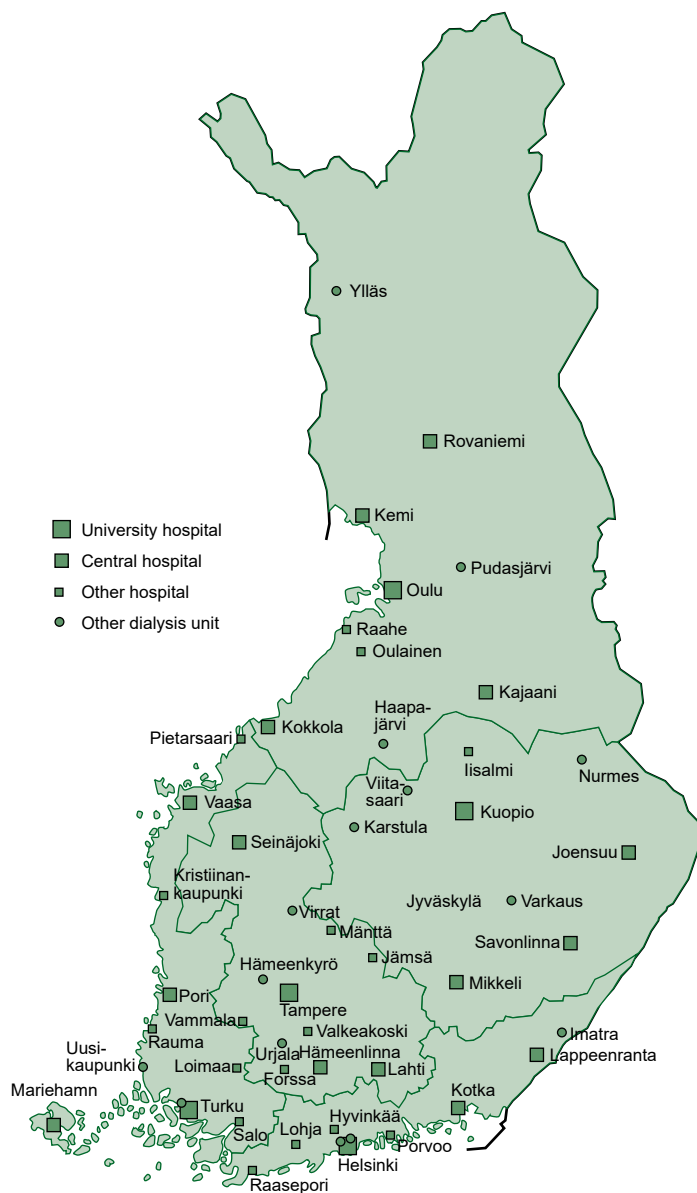 Ylläs
Rovaniemi
Kemi
University hospital
Central hospital
Other hospital
Other dialysis unit
Pudasjärvi
Oulu
Raahe
Oulainen
Kajaani
Haapa-
järvi
Kokkola
Pietarsaari
Iisalmi
Nurmes
Viita-
saari
Vaasa
Kuopio
Karstula
Seinäjoki
Joensuu
Kristiinan-
kaupunki
Jyväskylä
Varkaus
Virrat
Mänttä
Savonlinna
Jämsä
Hämeenkyrö
Mikkeli
Pori
Tampere
Vammala
Rauma
Valkeakoski
Imatra
Uusi-
kaupunki
Urjala
Hämeenlinna
Lappeenranta
Loimaa
Forssa
Lahti
Mariehamn
Turku
Kotka
Salo
Lohja
Hyvinkää
Porvoo
Helsinki
Raasepori